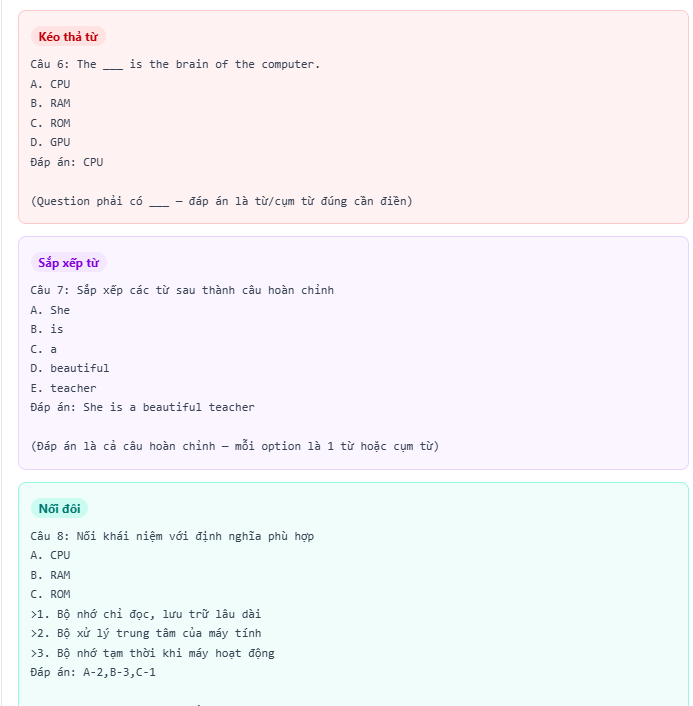 Kéo thả từ
Câu 6: The ___ is the brain of the computer.
A. CPU
B. RAM
C. ROM
D. GPU
Đáp án: CPU
(Question phải có ___ — đáp án là từ/cụm từ đúng cần điền)
Sắp xếp từ
Câu 7: Sắp xếp các từ sau thành câu hoàn chỉnh
A. She
B. is
C. a
D. beautiful
E. teacher
Đáp án: She is a beautiful teacher
(Đáp án là cả câu hoàn chỉnh — mỗi option là 1 từ hoặc cụm từ)
Nối đôi
Câu 8: Nối khái niệm với định nghĩa phù hợp
A. CPU
B. RAM
C. ROM
>1. Bộ nhớ chỉ đọc, lưu trữ lâu dài
>2. Bộ xử lý trung tâm của máy tính
>3. Bộ nhớ tạm thời khi máy hoạt động
Đáp án: A-2,B-3,C-1